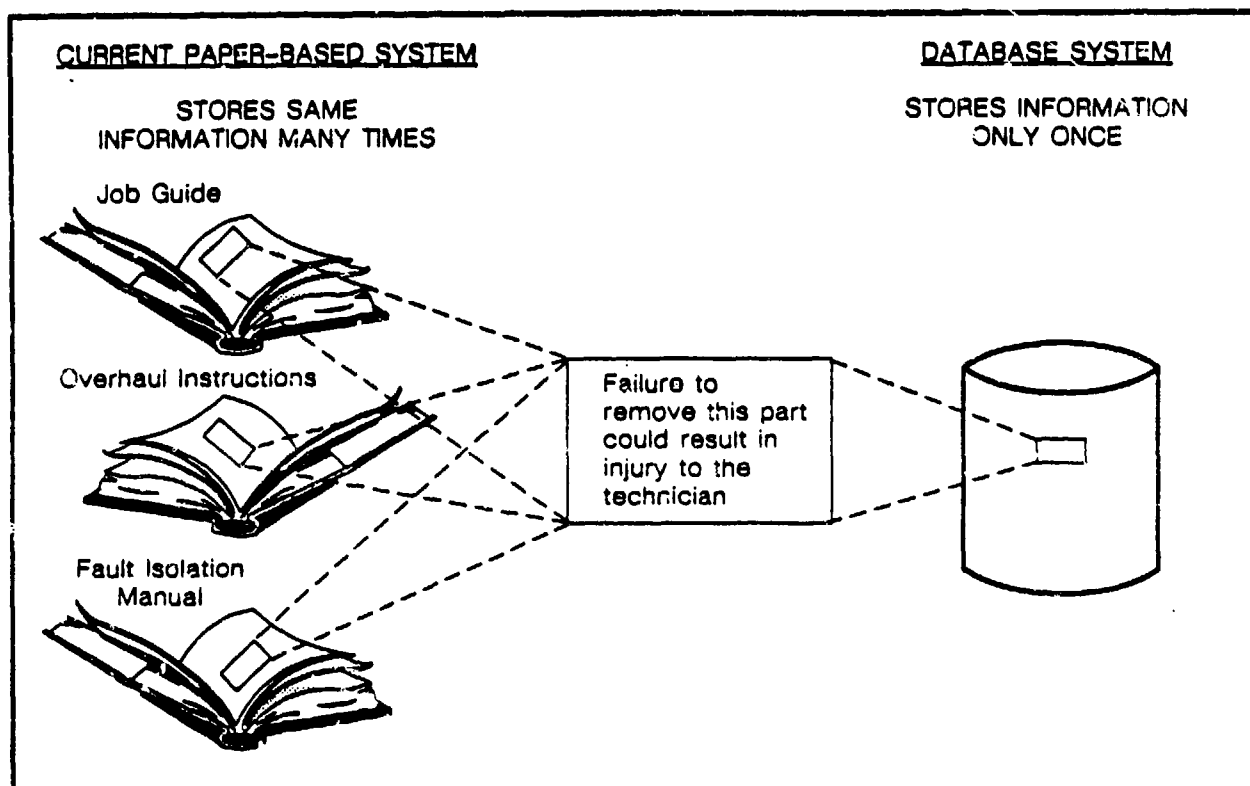 CURRENT PAPER-BASED SYSTEM
STORES SAME
INFORMATION MANY TIMES
Job Guide
Overhaul Instructions
Fault Isolation
Manual
Failure to
remove this part
could result in
injury to the
technician
DATABASE SYSTEM
STORES INFORMATION
ONLY ONCE